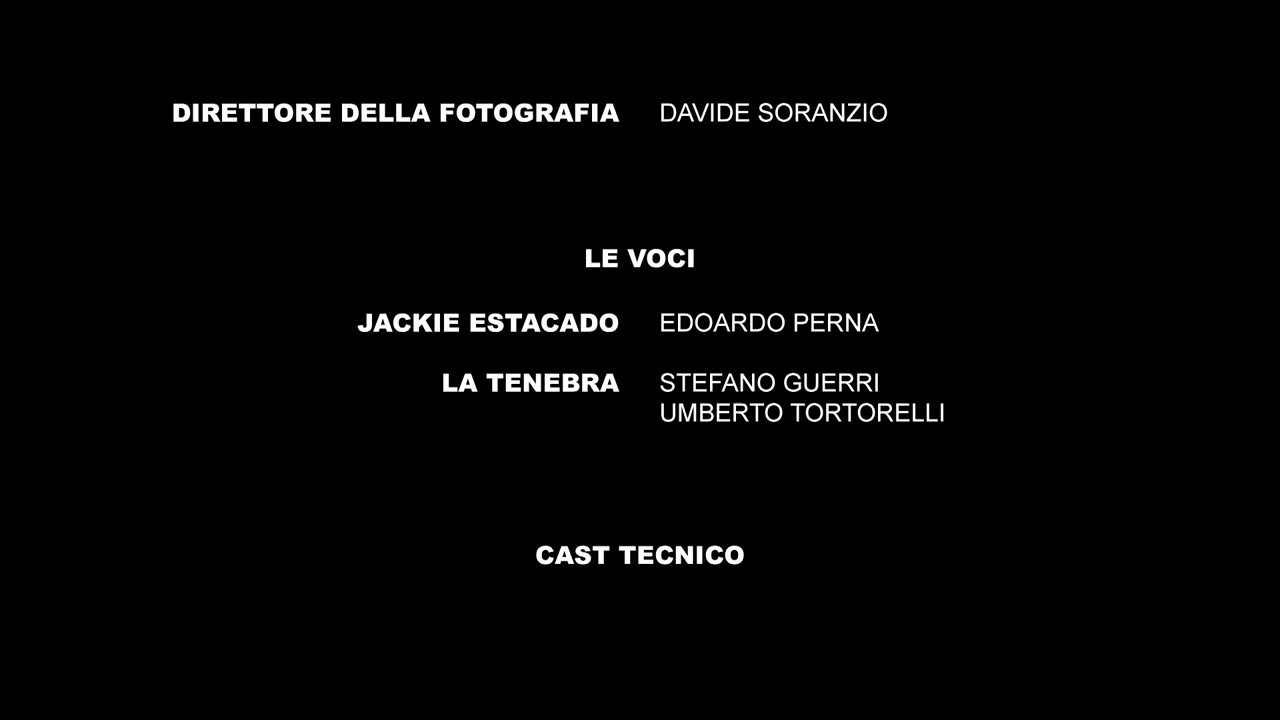 DIRETTORE DELLA FOTOGRAFIA DAVIDE SORANZIO
LE VOCI
JACKIE ESTACADO EDOARDO PERNA
LA TENEBRA STEFANO GUERRI
UMBERTO TORTORELLI
CAST TECNICO